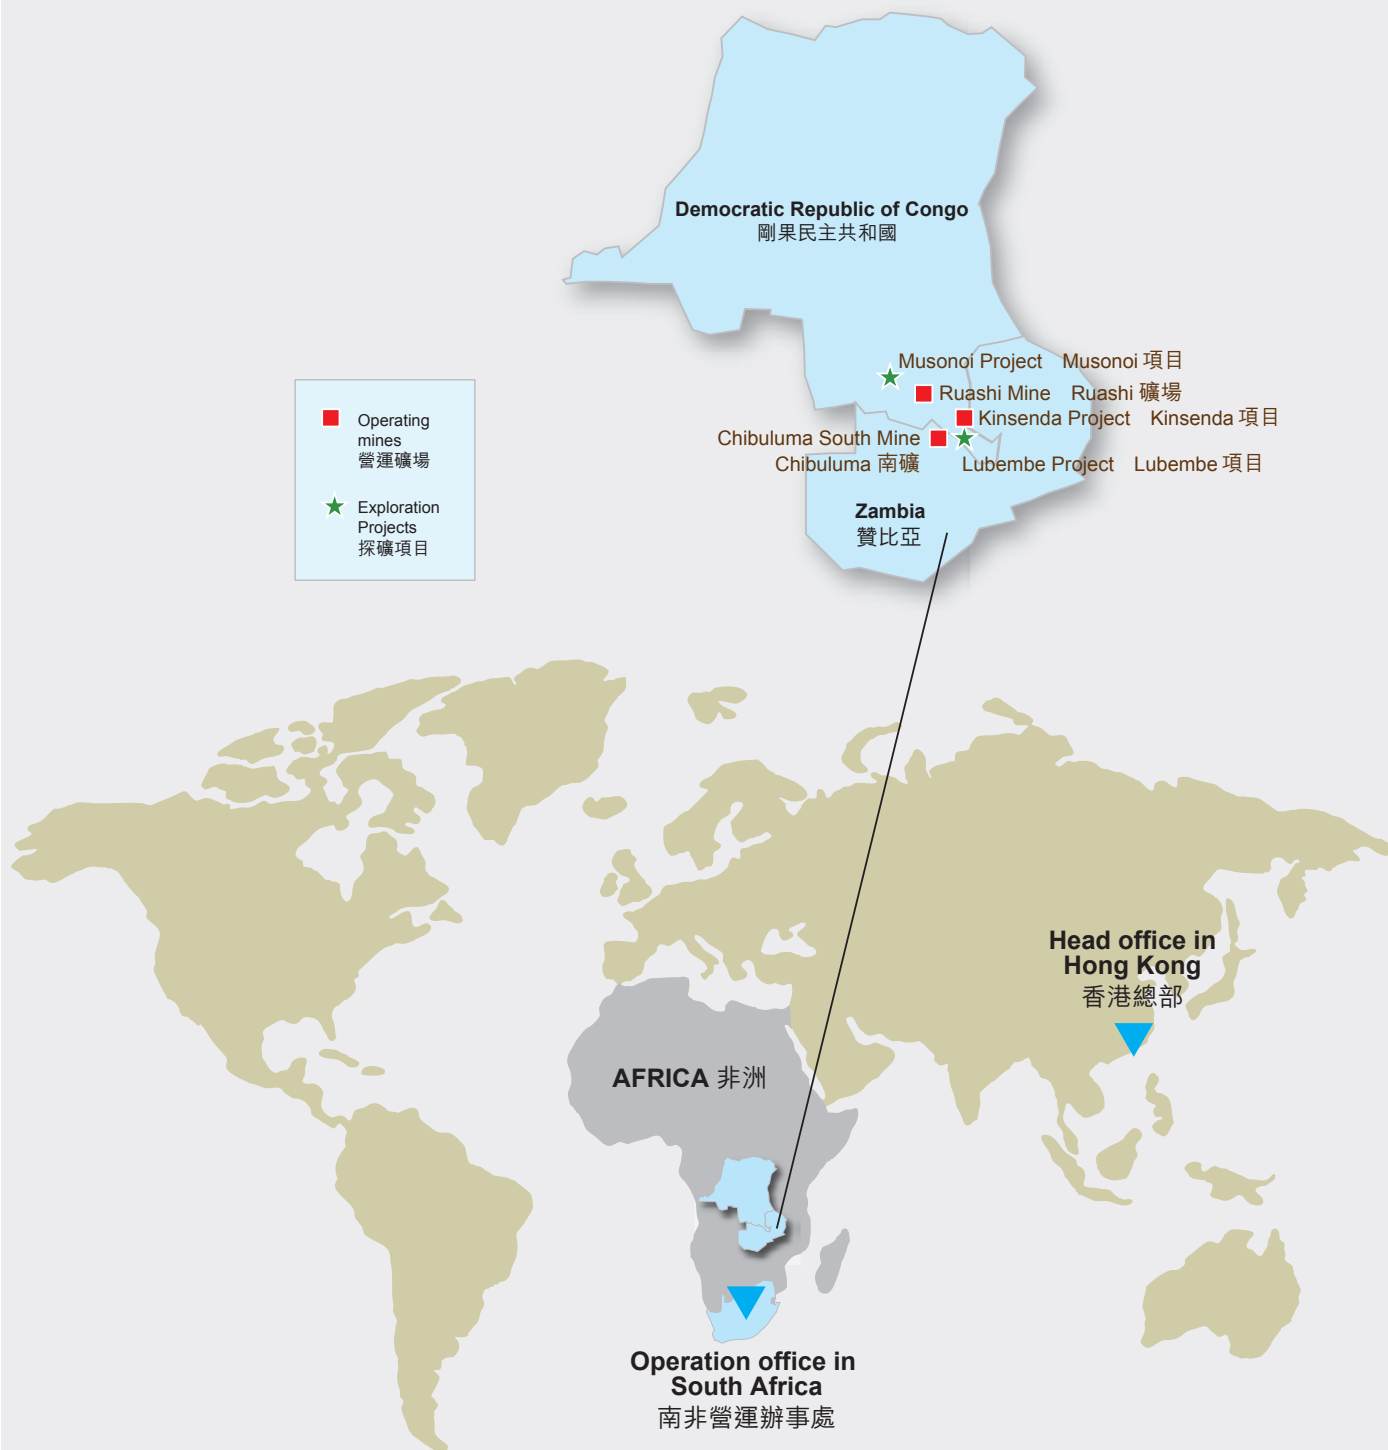 Democratic Republic of Congo
剛果民主共和國
Musonoi Project Musonoi 項目
Ruashi Mine Ruashi 礦場
Kinsenda Project Kinsenda 項目
Chibuluma South Mine
Chibuluma 南礦
Lubembe Project Lubembe 項目
Zambia
贊比亞
Operating
mines
營運礦場
Exploration
Projects
探礦項目
Head office in
Hong Kong
香港總部
AFRICA 非洲
Operation office in
South Africa
南非營運辦事處